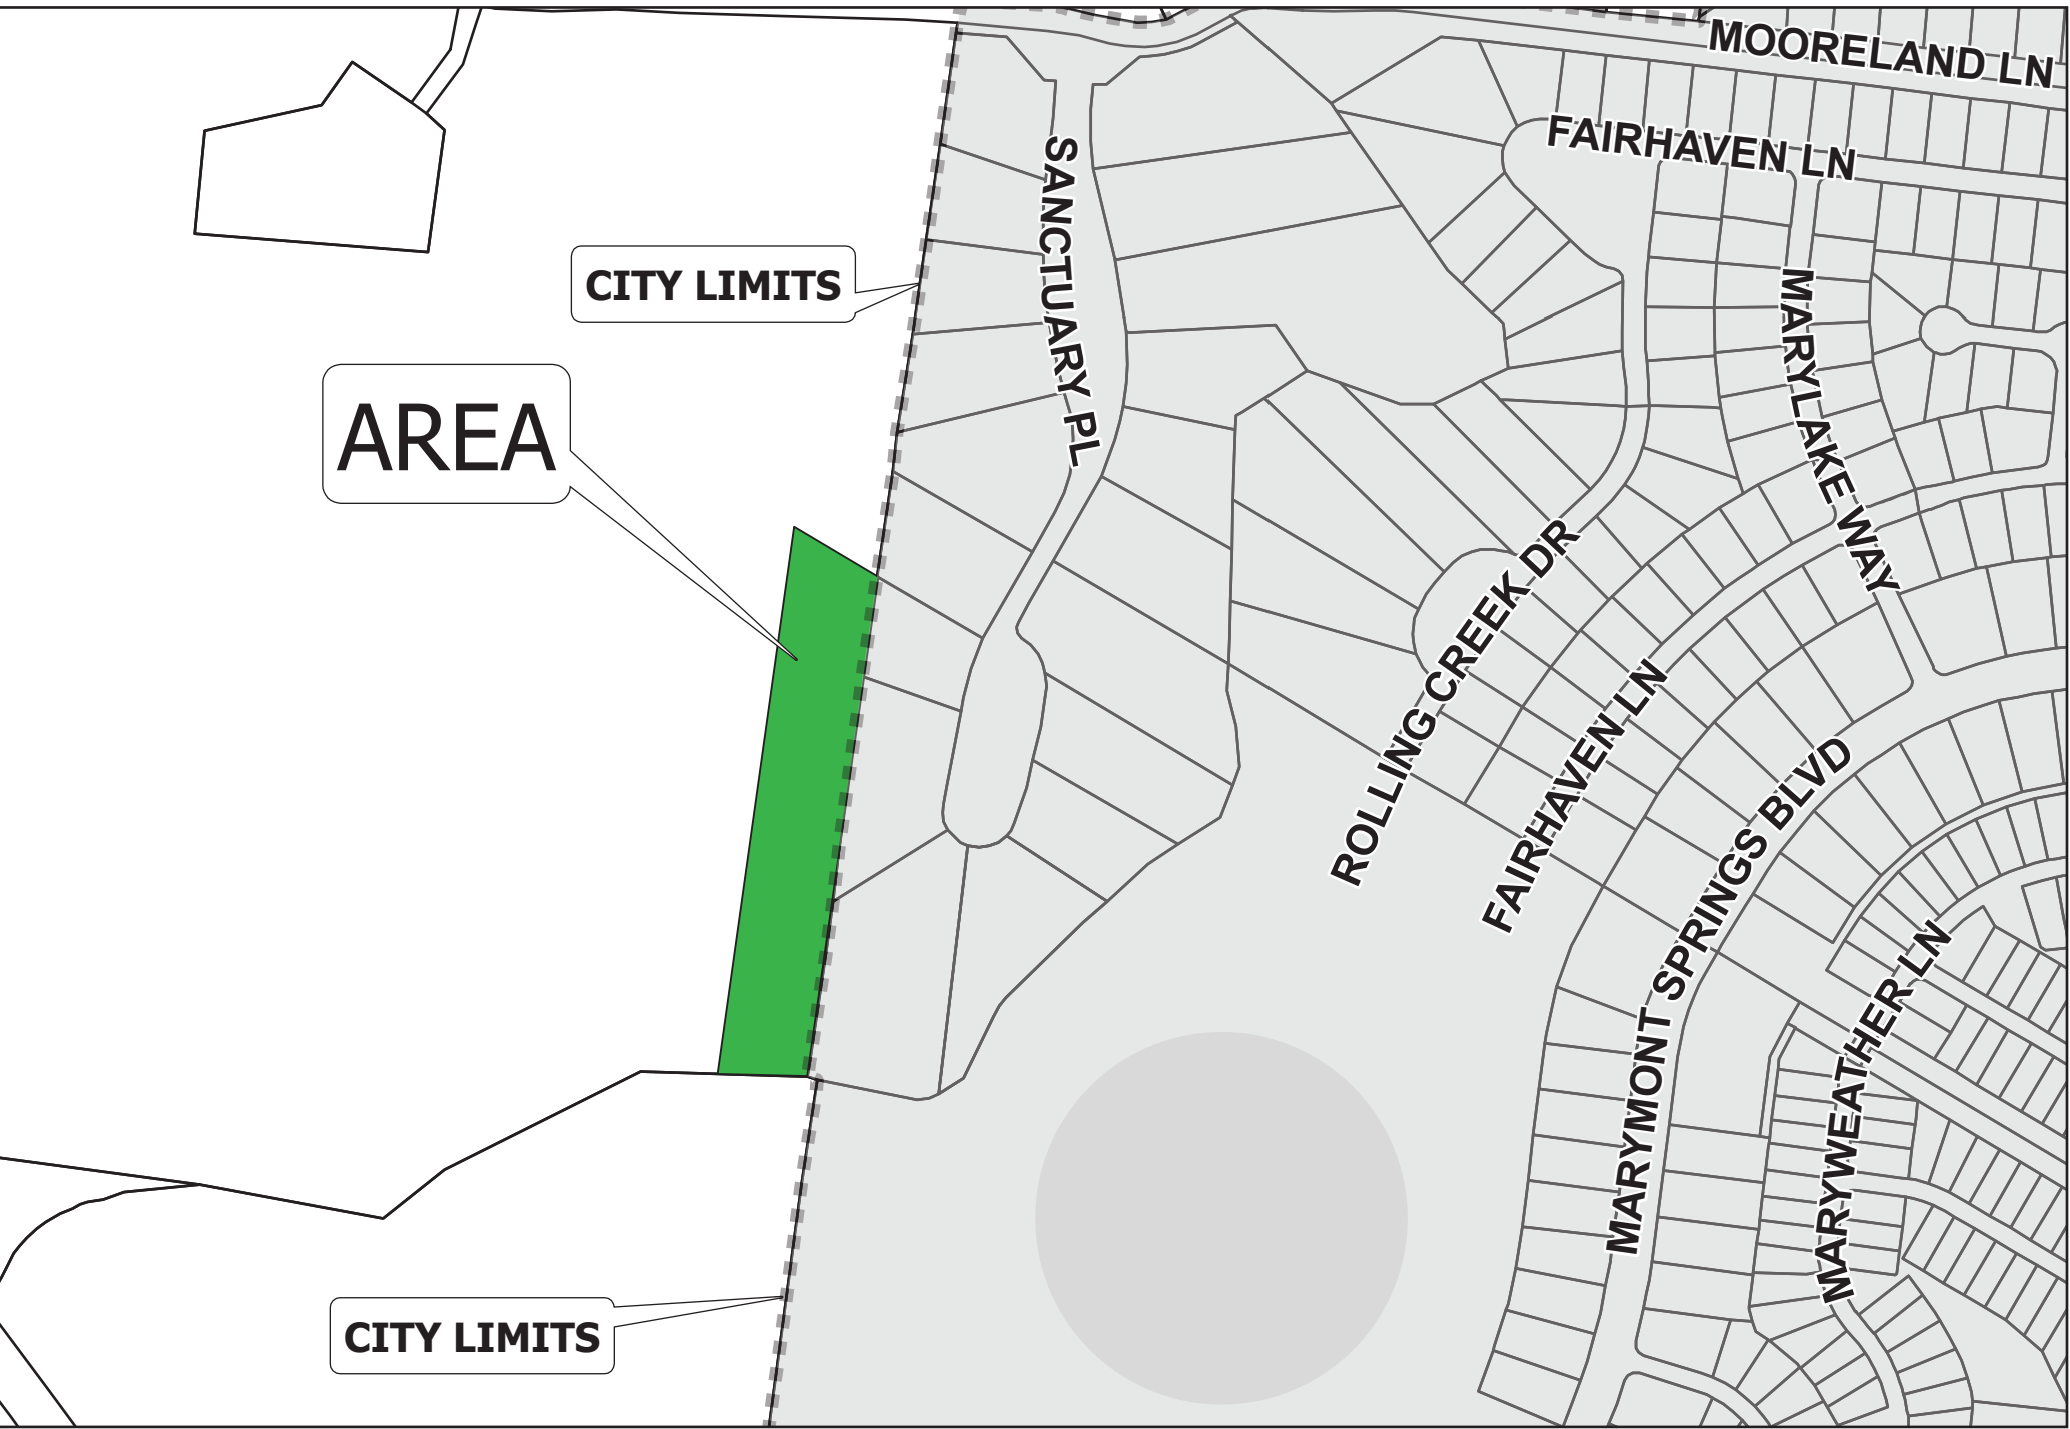 MOORELAND LN
FAIRHAVEN LN
SANCTUARY PL
CITY LIMITS
MARYLAKE WAY
AREA
ROLLING CREEK DR
FAIRHAVEN LN
MARYMONT SPRINGS BLVD
MARYWEATHER LN
CITY LIMITS